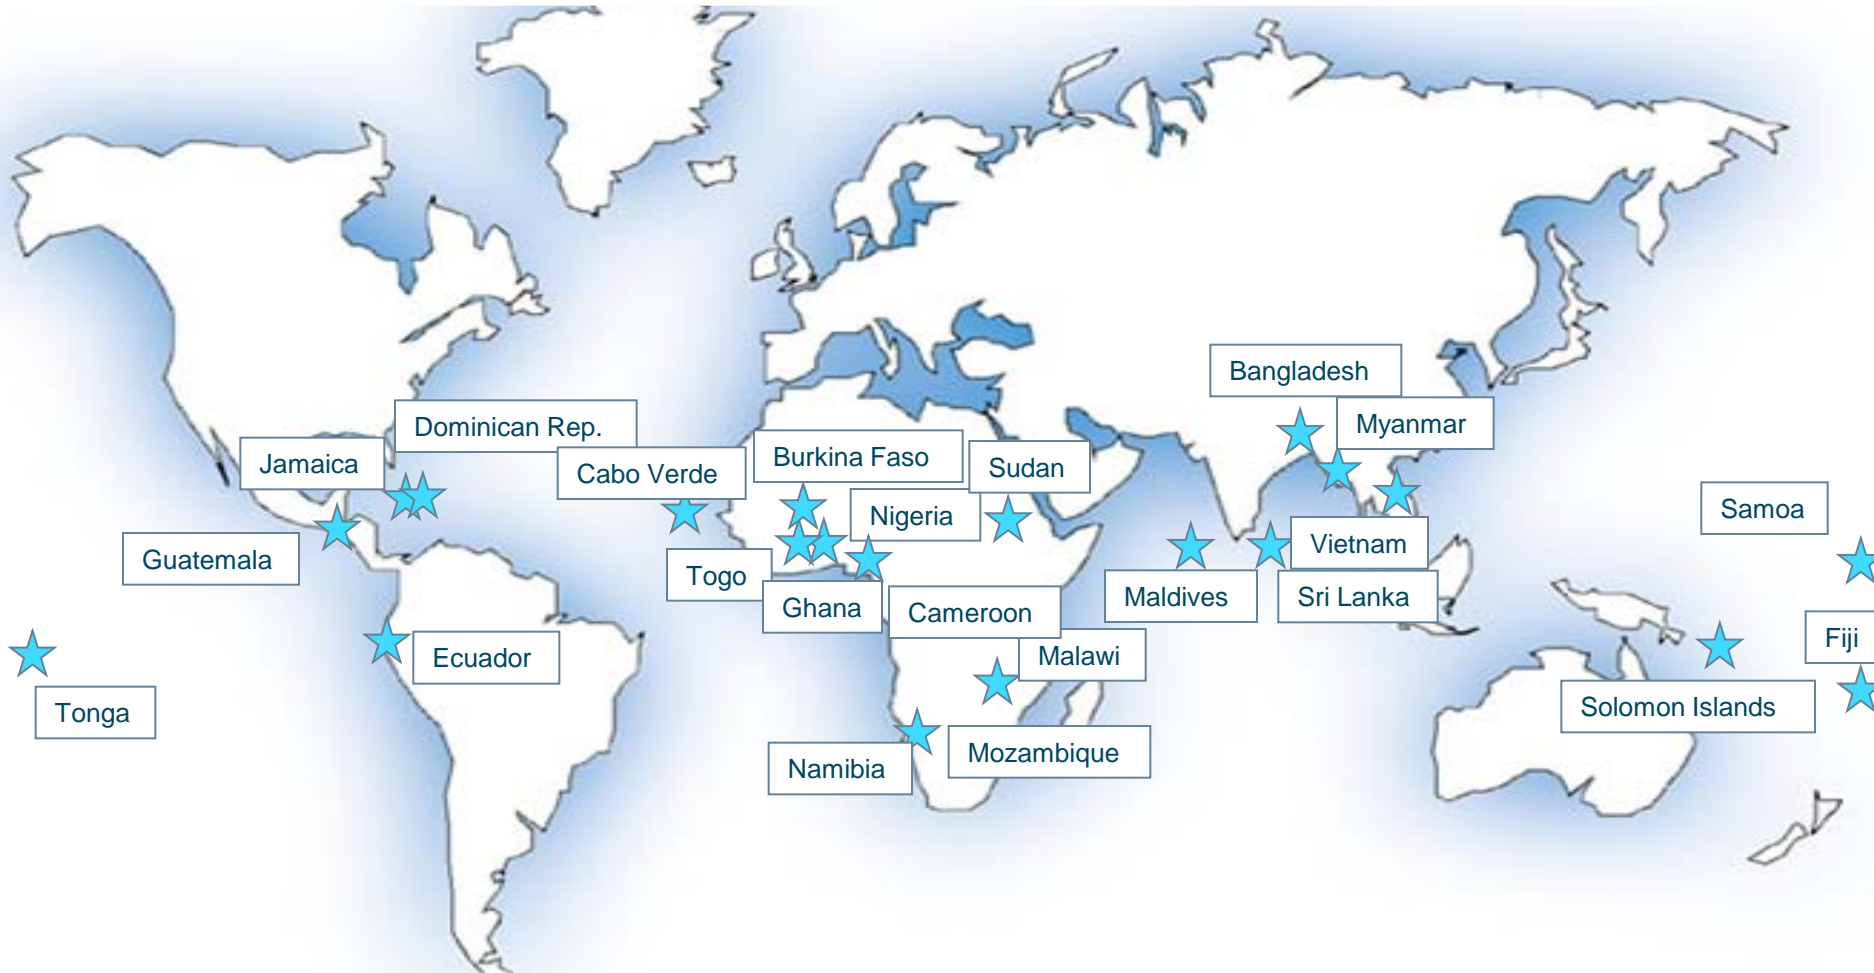 Bangladesh
Dominican Rep.
Myanmar
Jamaica
Burkina Faso
Cabo Verde
Sudan
Samoa
Nigeria
Vietnam
Guatemala
Togo
Maldives
Sri Lanka
Ghana
Cameroon
Fiji
Malawi
Ecuador
Solomon Islands
Tonga
Mozambique
Namibia